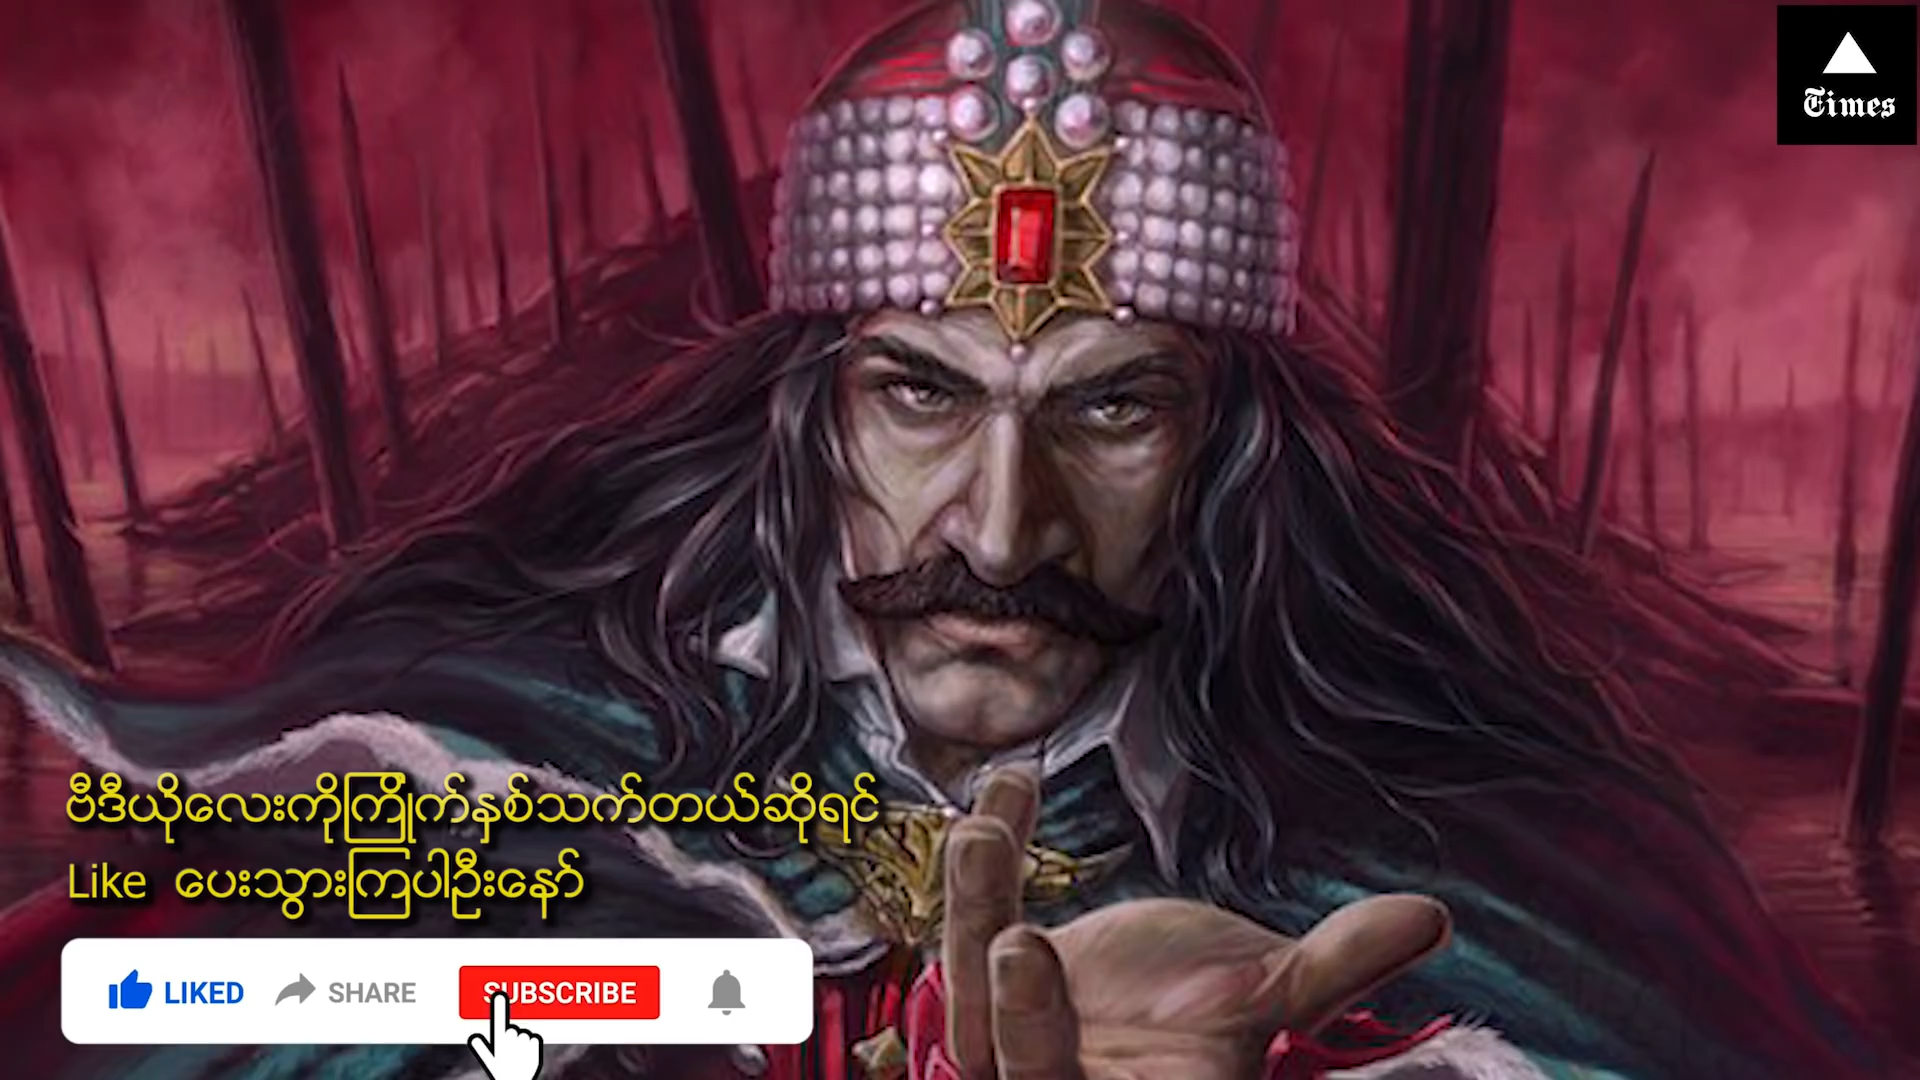 Times
ဗီဒီယိုလေးကိုကြိုက်နှစ်သက်တယ်ဆိုရင်
Like ပေးသွားကြပါဦးနော်
LIKED SHARE SUBSCRIBE